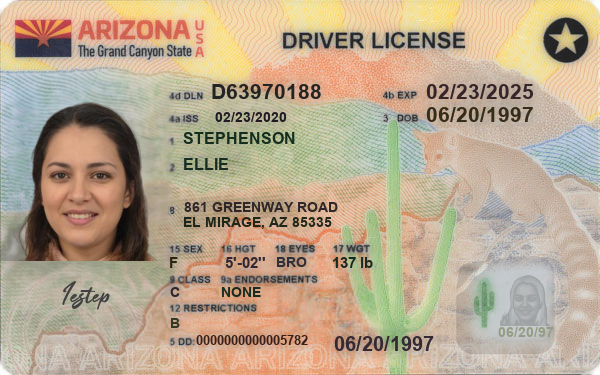 ARIZONA USA
The Grand Canyon State
DRIVER LICENSE
4d DLN D63970188
4b EXP 02/23/2025
4a ISS 02/23/2020
3 DOB 06/20/1997
1 STEPHENSON
2 ELLIE
8 861 GREENWAY ROAD
EL MIRAGE, AZ 85335
15 SEX 16 HGT 18 EYES 17 WGT
F 5'-02" BRO 137 lb
9 CLASS 9a ENDORSEMENTS
C NONE
12 RESTRICTIONS
B
5 DD: 0000000000005782
06/20/1997
06/20/97
1estep
ARIZONA ARIZONA ARIZONA ARIZONA